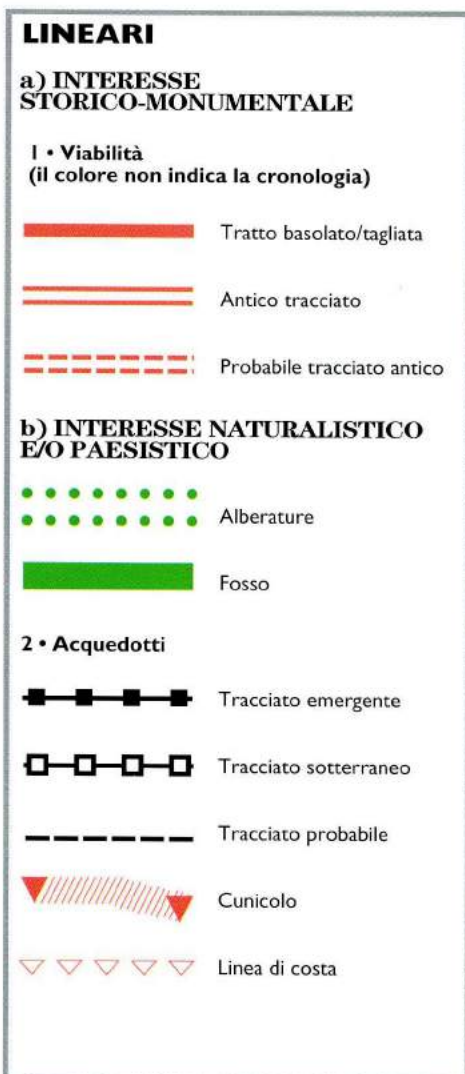 LINEARI
a) INTERESSE
STORICO-MONUMENTALE
1 • Viabilità
(il colore non indica la cronologia)
Tratto basolato/tagliata
Antico tracciato
Probabile tracciato antico
b) INTERESSE NATURALISTICO
E/O PAESISTICO
Alberature
Fosso
2 • Acquedotti
Tracciato emergente
Tracciato sotterraneo
Tracciato probabile
Cunicolo
Linea di costa